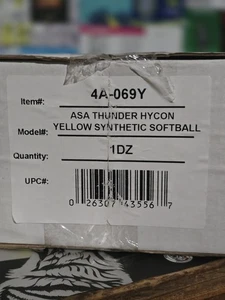 Item#: 4A-069Y
ASA THUNDER HYCON
Model#: YELLOW SYNTHETIC SOFTBALL
Quantity: 1DZ
UPC#:
0 26307 43556 7